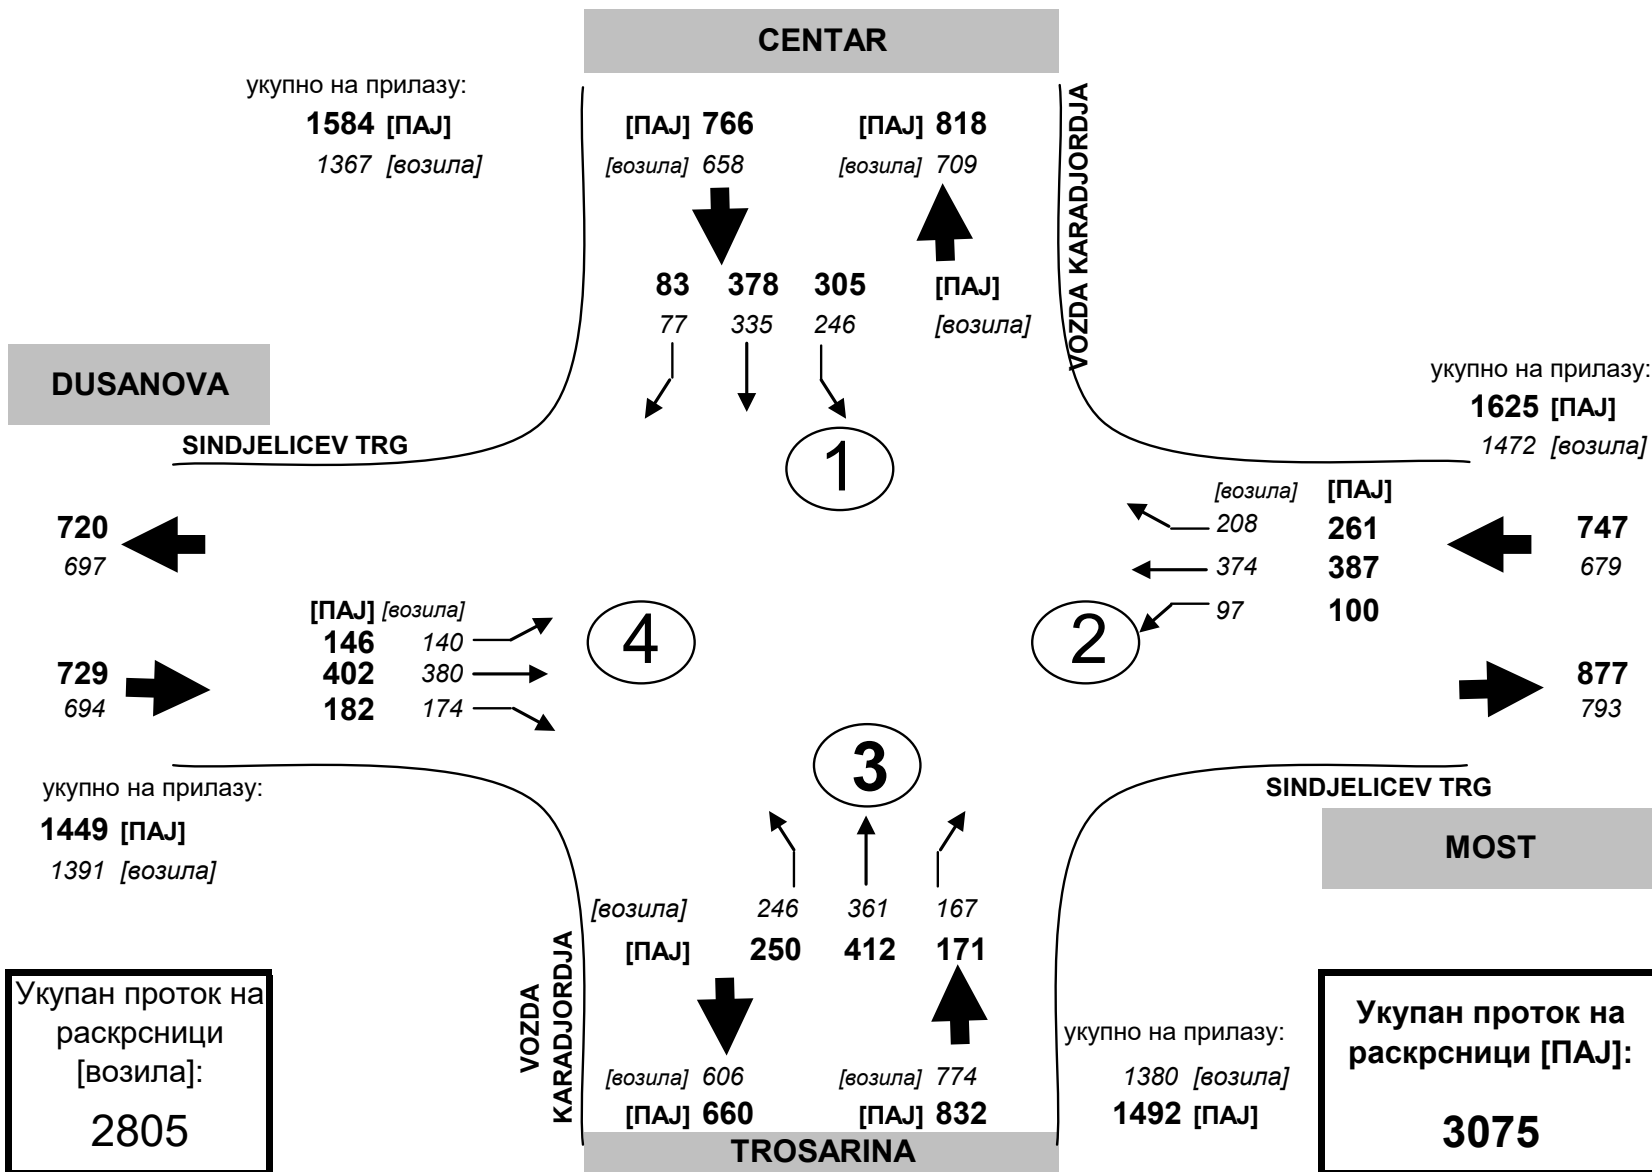 CENTAR
укупно на прилазу:
1584 [ПАЈ]
1367 [возила]
[ПАЈ] 766
[возила] 658
[ПАЈ] 818
[возила] 709
VOZDA KARADJORDJA
83 378 305 [ПАЈ]
77 335 246 [возила]
DUSANOVA
SINDJELICEV TRG
1
укупно на прилазу:
1625 [ПАЈ]
1472 [возила]
720
697
[возила] [ПАЈ]
208 261
374 387
97 100
747
679
[ПАЈ] [возила]
146 140
402 380
182 174
4
2
729
694
877
793
3
укупно на прилазу:
1449 [ПАЈ]
1391 [возила]
SINDJELICEV TRG
MOST
[возила] 246 361 167
[ПАЈ] 250 412 171
VOZDA
KARADJORDJA
Укупан проток на
раскрсници
[возила]:
2805
[возила] 606
[ПАЈ] 660
[возила] 774
[ПАЈ] 832
укупно на прилазу:
1380 [возила]
1492 [ПАЈ]
Укупан проток на
раскрсници [ПАЈ]:
3075
TROSARINA